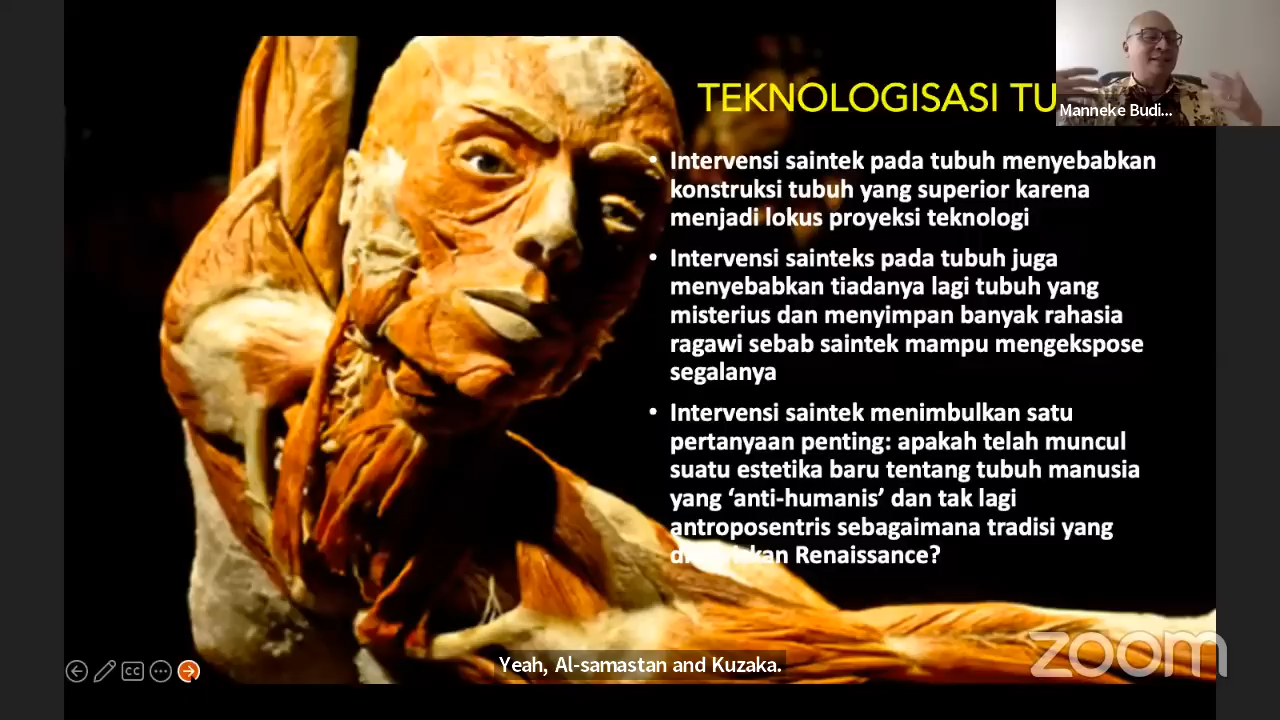 TEKNOLOGISASI TU
Manneke Budi...
• Intervensi saintek pada tubuh menyebabkan
konstruksi tubuh yang superior karena
menjadi lokus proyeksi teknologi
• Intervensi sainteks pada tubuh juga
menyebabkan tiadanya lagi tubuh yang
misterius dan menyimpan banyak rahasia
ragawi sebab saintek mampu mengekspose
segalanya
• Intervensi saintek menimbulkan satu
pertanyaan penting: apakah telah muncul
suatu estetika baru tentang tubuh manusia
yang ‘anti-humanis’ dan tak lagi
antroposentris sebagaimana tradisi yang
Renaissance?
zoom
CC
Yeah, Al-samastan and Kuzaka.